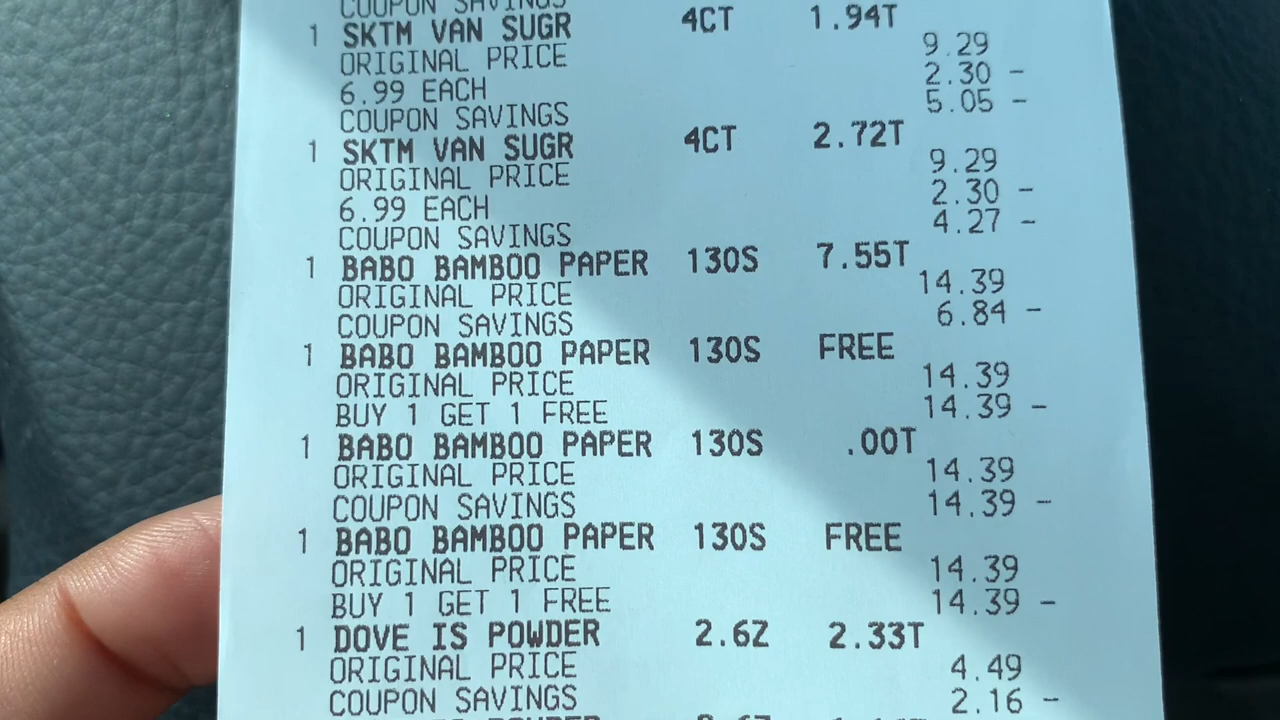 COUPON SAVINGS
1 SKTM VAN SUGR 4CT 1.94T
ORIGINAL PRICE 9.29
6.99 EACH 2.30 -
COUPON SAVINGS 5.05 -
1 SKTM VAN SUGR 4CT 2.72T
ORIGINAL PRICE 9.29
6.99 EACH 2.30 -
COUPON SAVINGS 4.27 -
1 BABO BAMBOO PAPER 130S 7.55T
ORIGINAL PRICE 14.39
COUPON SAVINGS 6.84 -
1 BABO BAMBOO PAPER 130S FREE
ORIGINAL PRICE 14.39
BUY 1 GET 1 FREE 14.39 -
1 BABO BAMBOO PAPER 130S .00T
ORIGINAL PRICE 14.39
COUPON SAVINGS 14.39 -
1 BABO BAMBOO PAPER 130S FREE
ORIGINAL PRICE 14.39
BUY 1 GET 1 FREE 14.39 -
1 DOVE IS POWDER 2.6Z 2.33T
ORIGINAL PRICE 4.49
COUPON SAVINGS 2.16 -